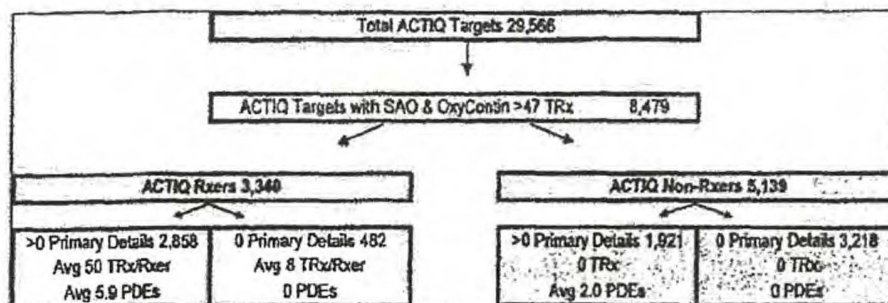 Total ACTIQ Targets 29,566
ACTIQ Targets with SAO & OxyContin >47 TRx 8,479
ACTIQ Rxers 3,340
ACTIQ Non-Rxers 5,139
>0 Primary Details 2,858
Avg 50 TRx/Rxer
Avg 5.9 PDEs
0 Primary Details 482
Avg 8 TRx/Rxer
0 PDEs
>0 Primary Details 1,921
0 TRx
Avg 2.0 PDEs
0 Primary Details 3,218
0 TRx
0 PDEs